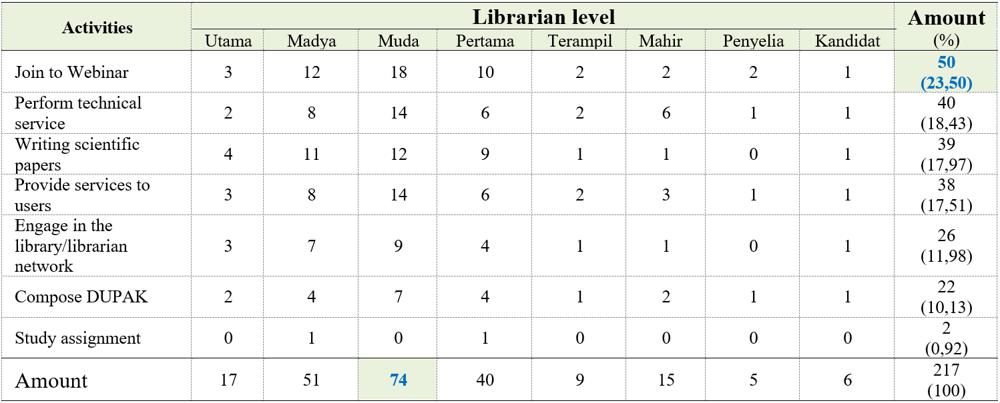 Activities Librarian level Amount
(%)
Utama Madya Muda Pertama Terampil Mahir Penyelia Kandidat
Join to Webinar 3 12 18 10 2 2 2 1 50
(23,50)
Perform technical
service 2 8 14 6 2 6 1 1 40
(18,43)
Writing scientific
papers 4 11 12 9 1 1 0 1 39
(17,97)
Provide services to
users 3 8 14 6 2 3 1 1 38
(17,51)
Engage in the
library/librarian
network 3 7 9 4 1 1 0 1 26
(11,98)
Compose DUPAK 2 4 7 4 1 2 1 1 22
(10,13)
Study assignment 0 1 0 1 0 0 0 0 2
(0,92)
Amount 17 51 74 40 9 15 5 6 217
(100)